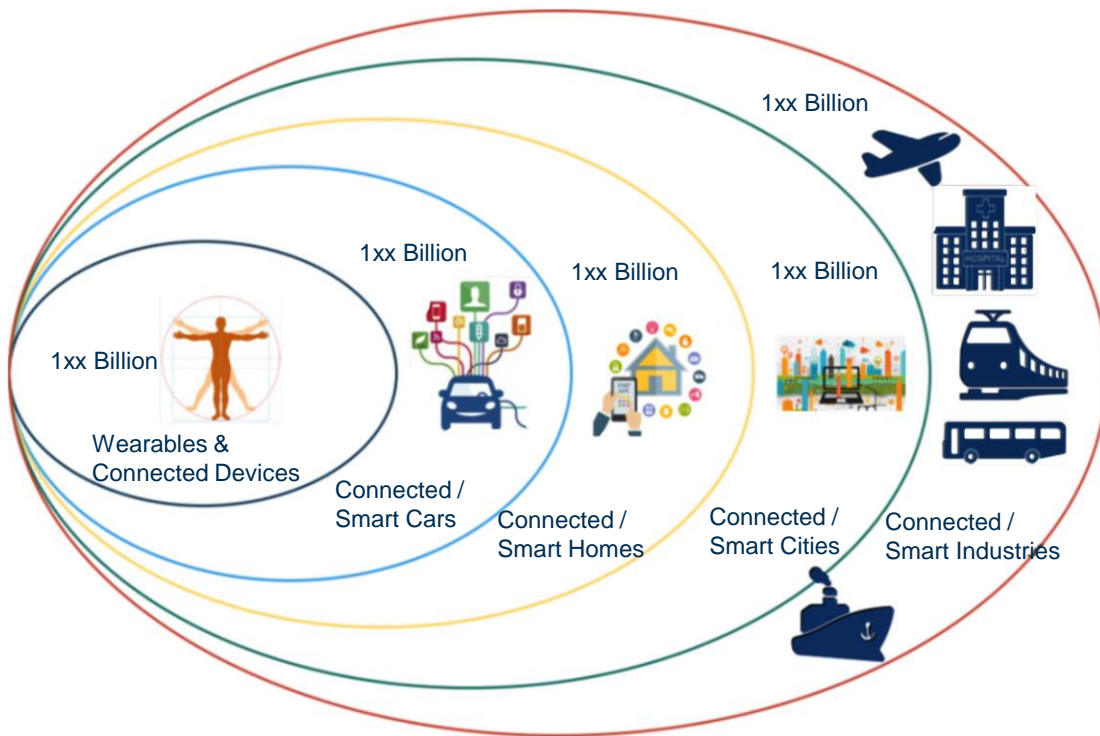 1xx Billion
Wearables &
Connected Devices
1xx Billion
Connected /
Smart Cars
1xx Billion
Connected /
Smart Homes
1xx Billion
Connected /
Smart Cities
1xx Billion
HOSPITAL
Connected /
Smart Industries